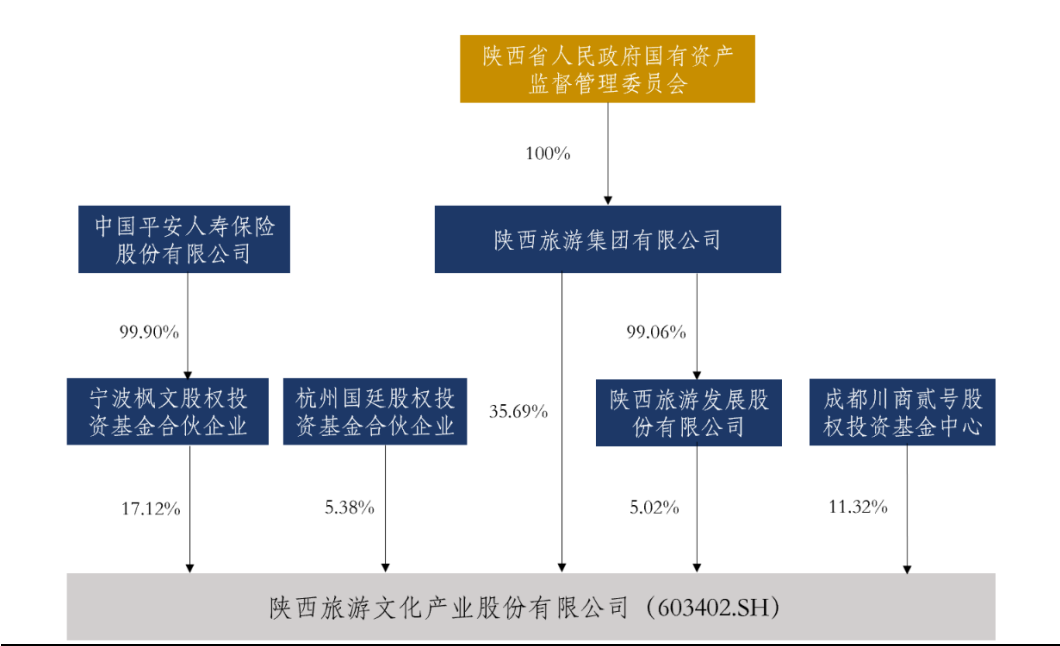 陕西省人民政府国有资产
监督管理委员会
100%
中国平安人寿保险
股份有限公司
陕西旅游集团有限公司
99.90%
99.06%
宁波枫文股权投
资基金合伙企业
杭州国廷股权投
资基金合伙企业
35.69%
陕西旅游发展股
份有限公司
成都川商贰号股
权投资基金中心
17.12%
5.38%
5.02%
11.32%
陕西旅游文化产业股份有限公司（603402.SH）